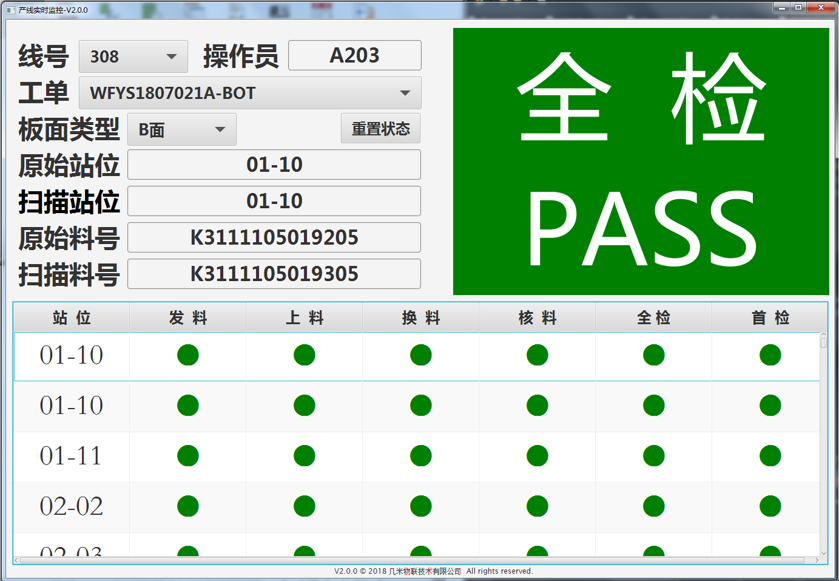 产线实时监控-V2.0.0
线号 308 操作员 A203
工单 WFYS1807021A-BOT
板面类型 B面 重置状态
原始站位 01-10
扫描站位 01-10
原始料号 K3111105019205
扫描料号 K3111105019305
全 检
PASS
站 位 发 料 上 料 换 料 核 料 全 检 首 检
01-10
01-10
01-11
02-02
02-03
V2.0.0 © 2018 几米物联技术有限公司 All rights reserved.